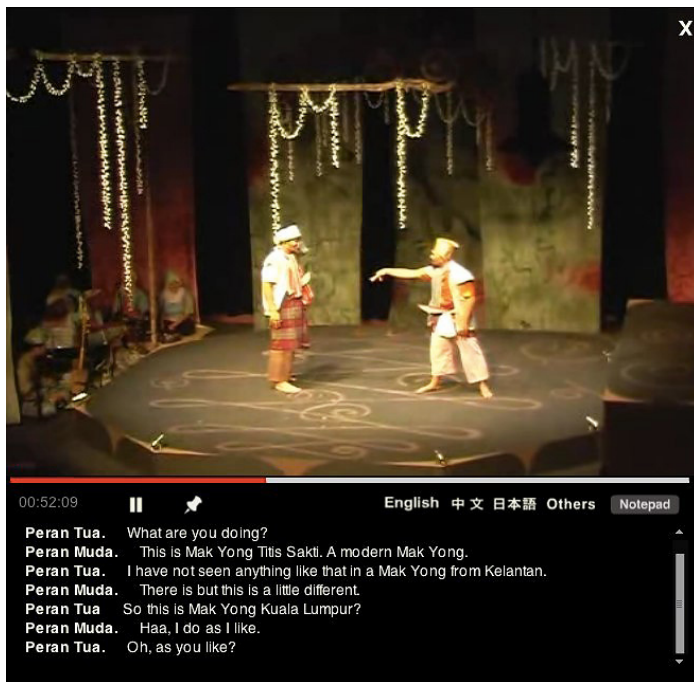 X
00:52:09
English 中文 日本語 Others Notepad
Peran Tua. What are you doing?
Peran Muda. This is Mak Yong Titis Sakti. A modern Mak Yong.
Peran Tua. I have not seen anything like that in a Mak Yong from Kelantan.
Peran Muda. There is but this is a little different.
Peran Tua So this is Mak Yong Kuala Lumpur?
Peran Muda. Haa, I do as I like.
Peran Tua. Oh, as you like?